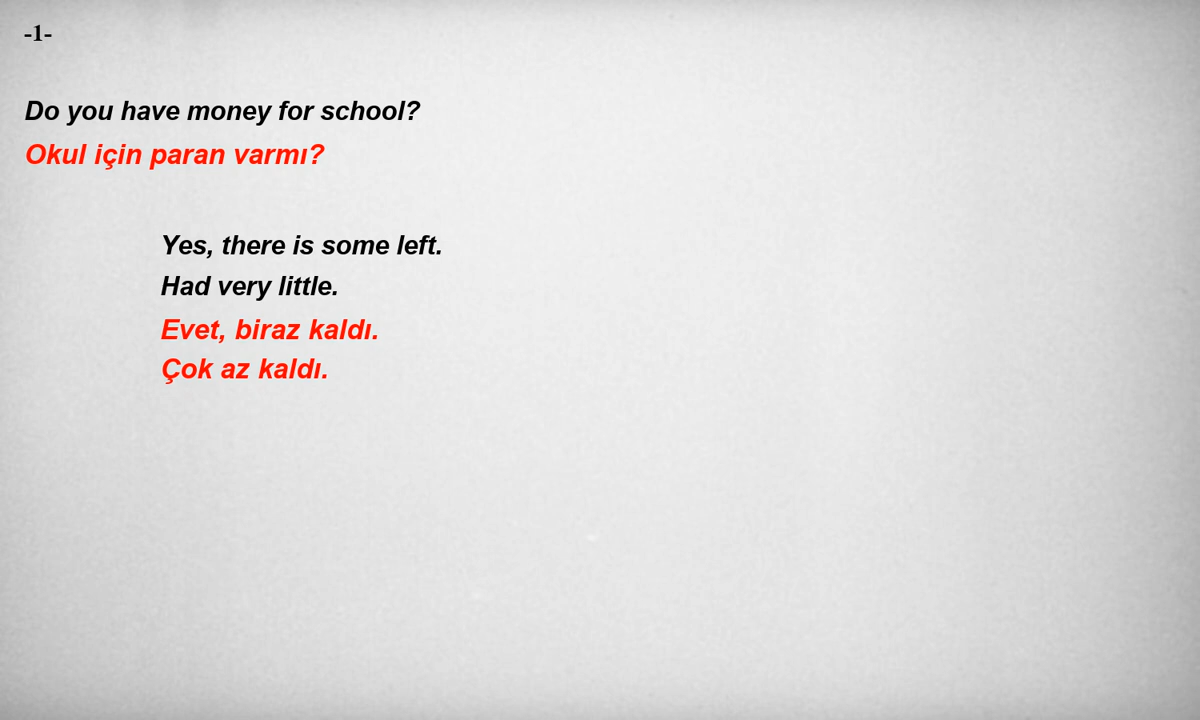 -1-
Do you have money for school?
Okul için paran varmı?
Yes, there is some left.
Had very little.
Evet, biraz kaldı.
Çok az kaldı.